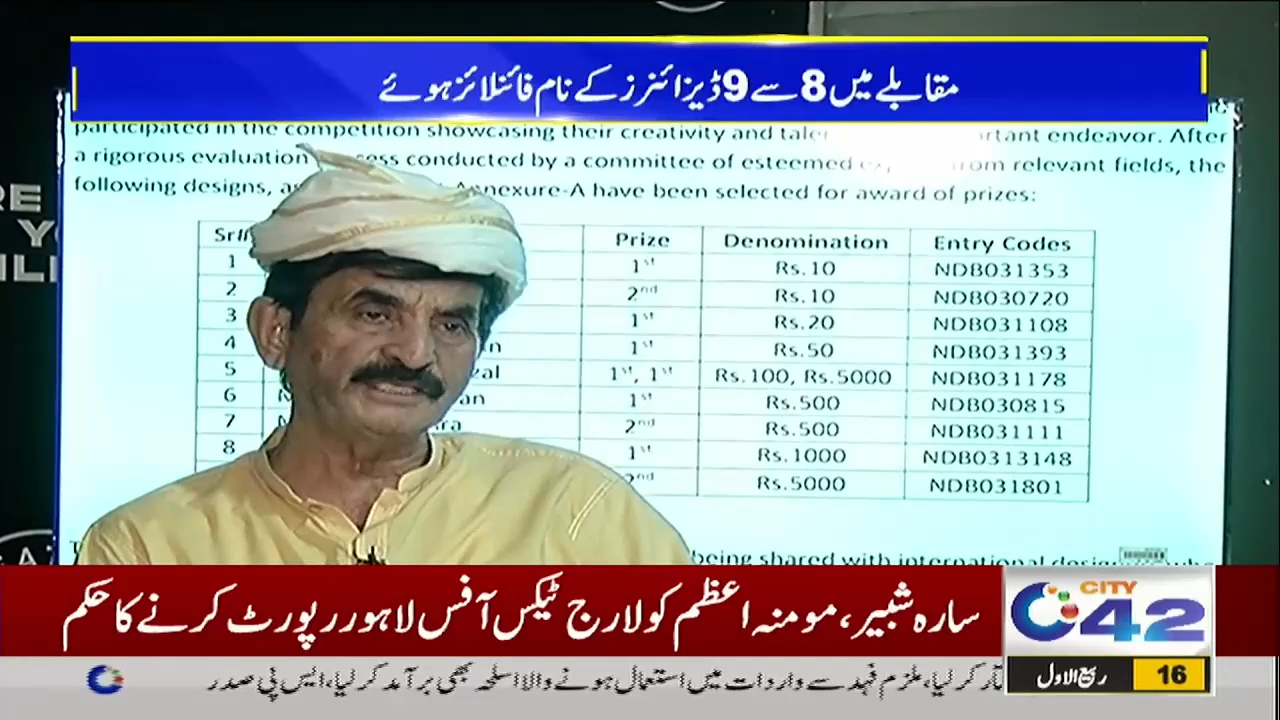 مقابلے میں 8 سے 9 ڈیزائنرز کے نام فائنلائز ہوئے
participated in the competition showcasing their creativity and endeavor. After
a rigorous evaluation conducted by a committee of esteemed from relevant fields, the
following designs, Annexure-A have been selected for award of prizes:
Sr# Prize Denomination Entry Codes
1 1st Rs.10 NDB031353
2 2nd Rs.10 NDB030720
3 1st Rs.20 NDB031108
4 1st Rs.50 NDB031393
5 1st, 1st Rs.100, Rs.5000 NDB031178
6 1st Rs.500 NDB030815
7 2nd Rs.500 NDB031111
8 1st Rs.1000 NDB0313148
2nd Rs.5000 NDB031801
being shared with international
سارہ شبیر، مومنہ اعظم کو لارج ٹیکس آفس لاہور رپورٹ کرنے کا حکم
CITY
42
کر لیا، ملزم فہد سے واردات میں استعمال ہونے والا اسلحہ بھی برآمد کر لیا، ایس پی صدر
16 ربیع الاول